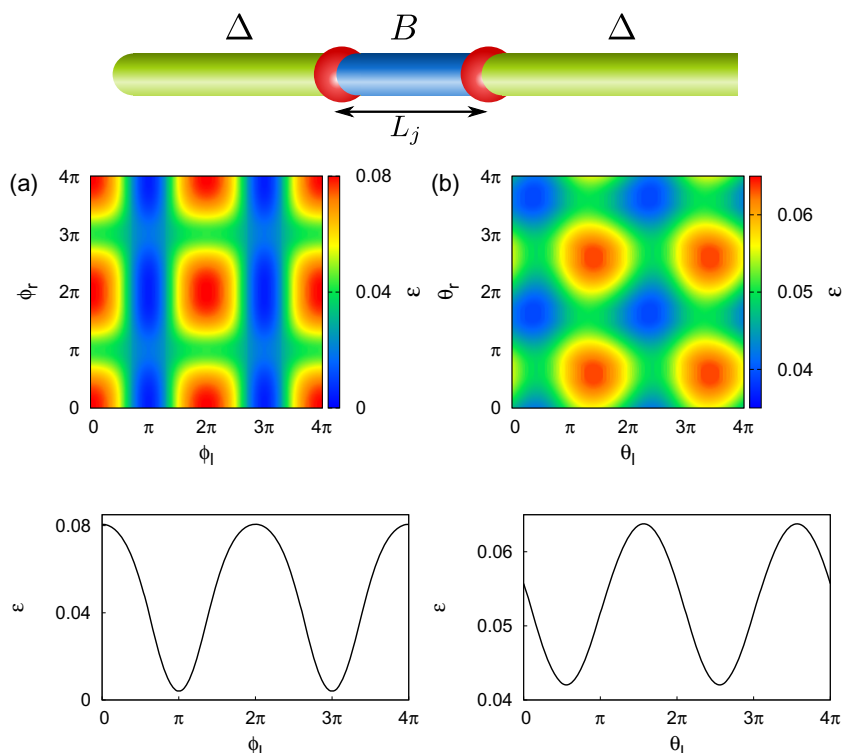 Δ B Δ
L_j
(a) (b)
4π 0.08 4π
0.06
3π 3π
ϕ_r 2π 0.04 ε θ_r 2π 0.05 ε
π π
0.04
0 0 0
0 π 2π 3π 4π 0 π 2π 3π 4π
ϕ_l θ_l
0.08
0.06
ε 0.04 ε 0.05
0 0.04
0 π 2π 3π 4π 0 π 2π 3π 4π
ϕ_l θ_l